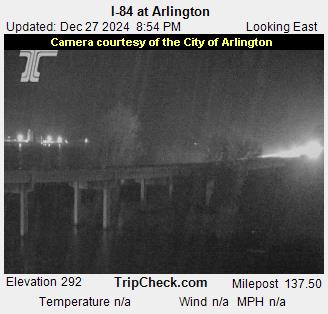 I-84 at Arlington
Updated: Dec 27 2024 8:54 PM Looking East
Camera courtesy of the City of Arlington
Elevation 292 TripCheck.com Milepost 137.50
Temperature n/a Wind n/a MPH n/a